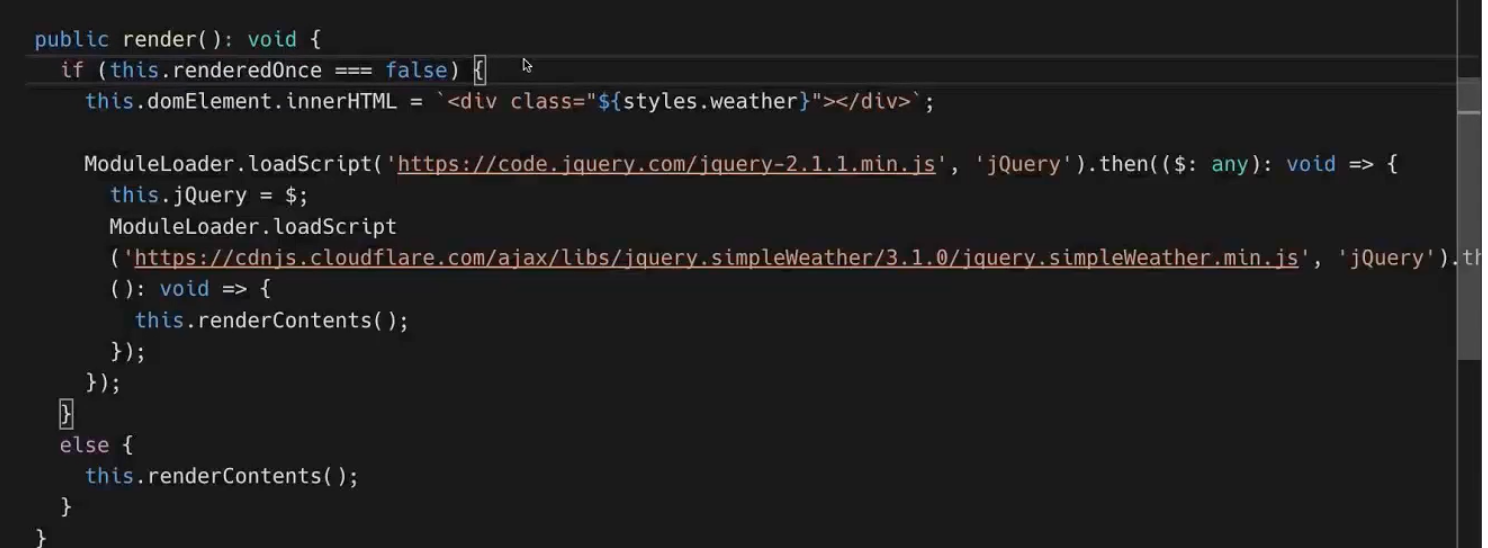 public render(): void {
if (this.renderedOnce === false) {
this.domElement.innerHTML = `<div class="${styles.weather}"></div>`;
ModuleLoader.loadScript('https://code.jquery.com/jquery-2.1.1.min.js', 'jQuery').then(($: any): void => {
this.jQuery = $;
ModuleLoader.loadScript
('https://cdnjs.cloudflare.com/ajax/libs/jquery.simpleWeather/3.1.0/jquery.simpleWeather.min.js', 'jQuery').th
(): void => {
this.renderContents();
});
});
}
else {
this.renderContents();
}
}